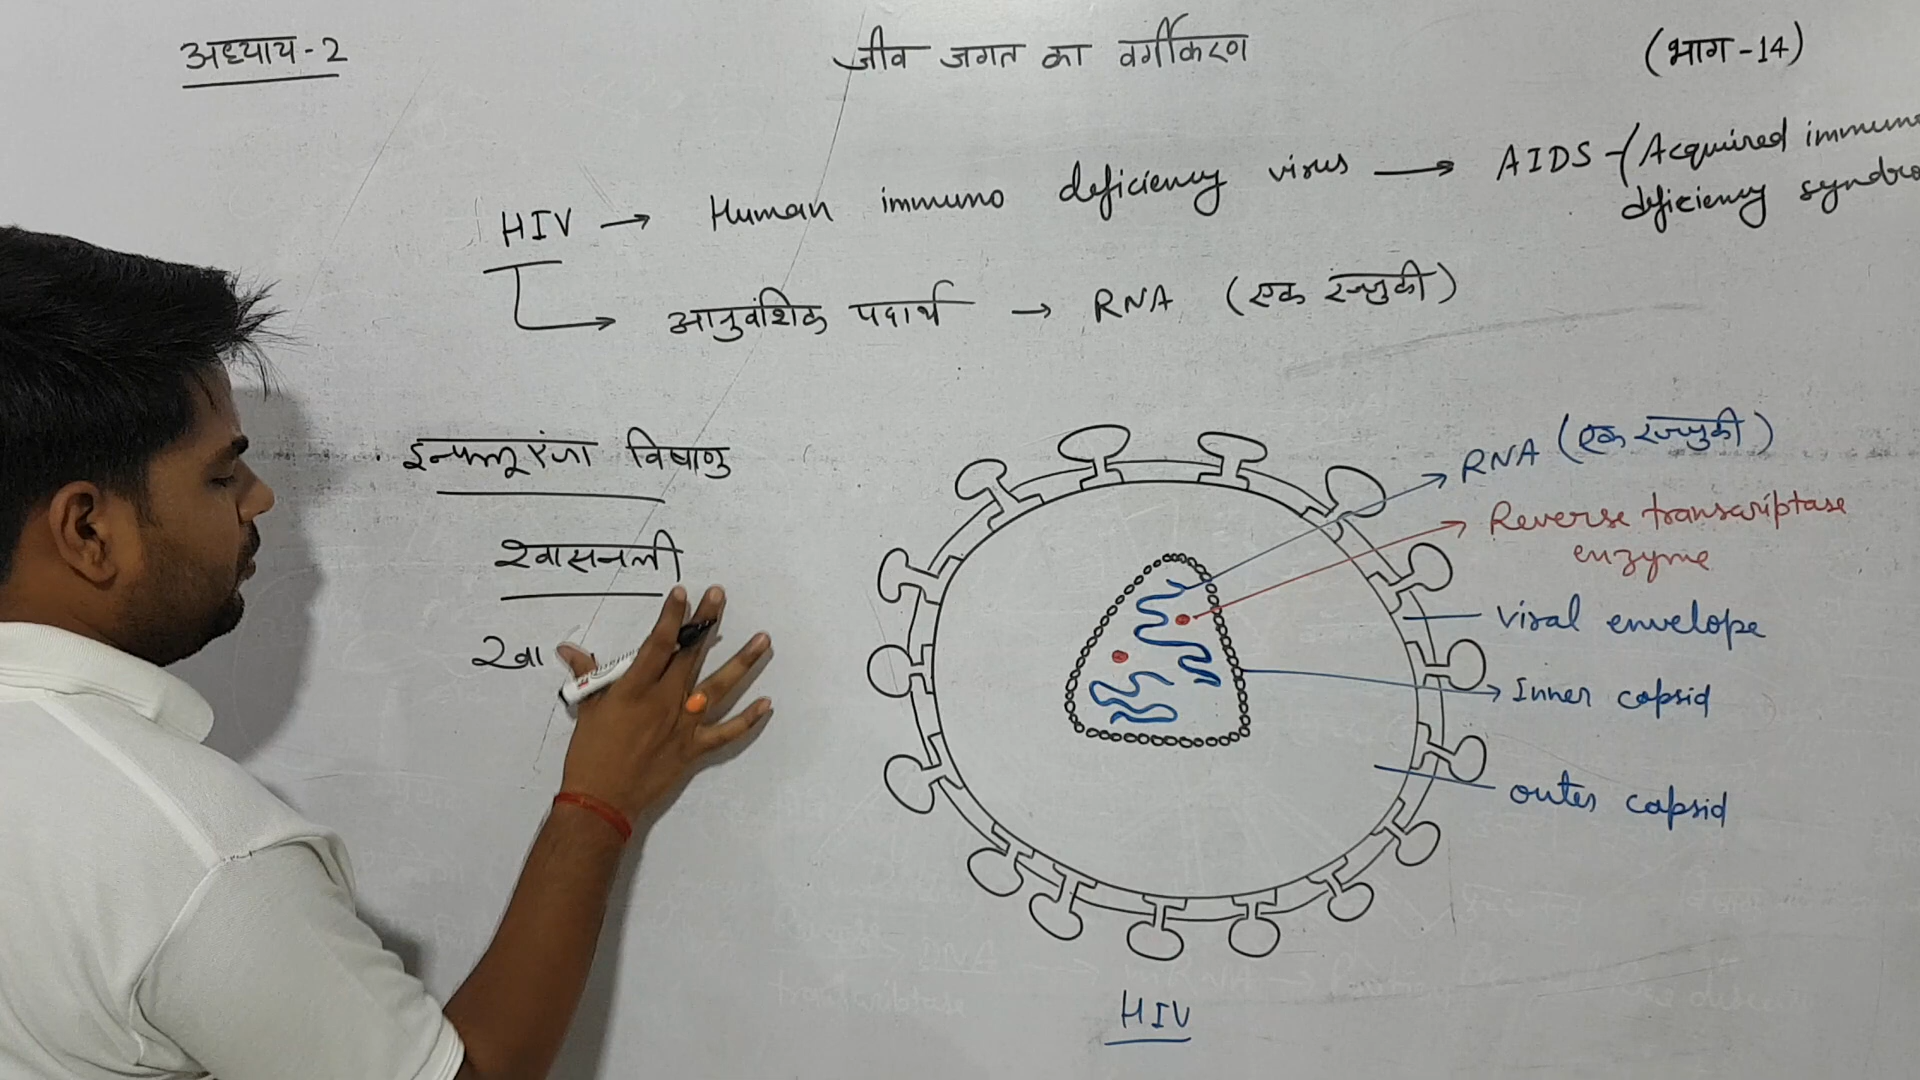 अध्याय-2
जीव जगत का वर्गीकरण
(भाग-14)
HIV → Human immuno deficiency virus → AIDS - (Acquired immuno
deficiency syndro
आनुवंशिक पदार्थ → RNA (एक रज्जुकी)
इन्फ्लूएंजा विषाणु
श्वासनली
श्वा
RNA (एक रज्जुकी)
Reverse transcriptase
enzyme
viral envelope
Inner capsid
outer capsid
HIV